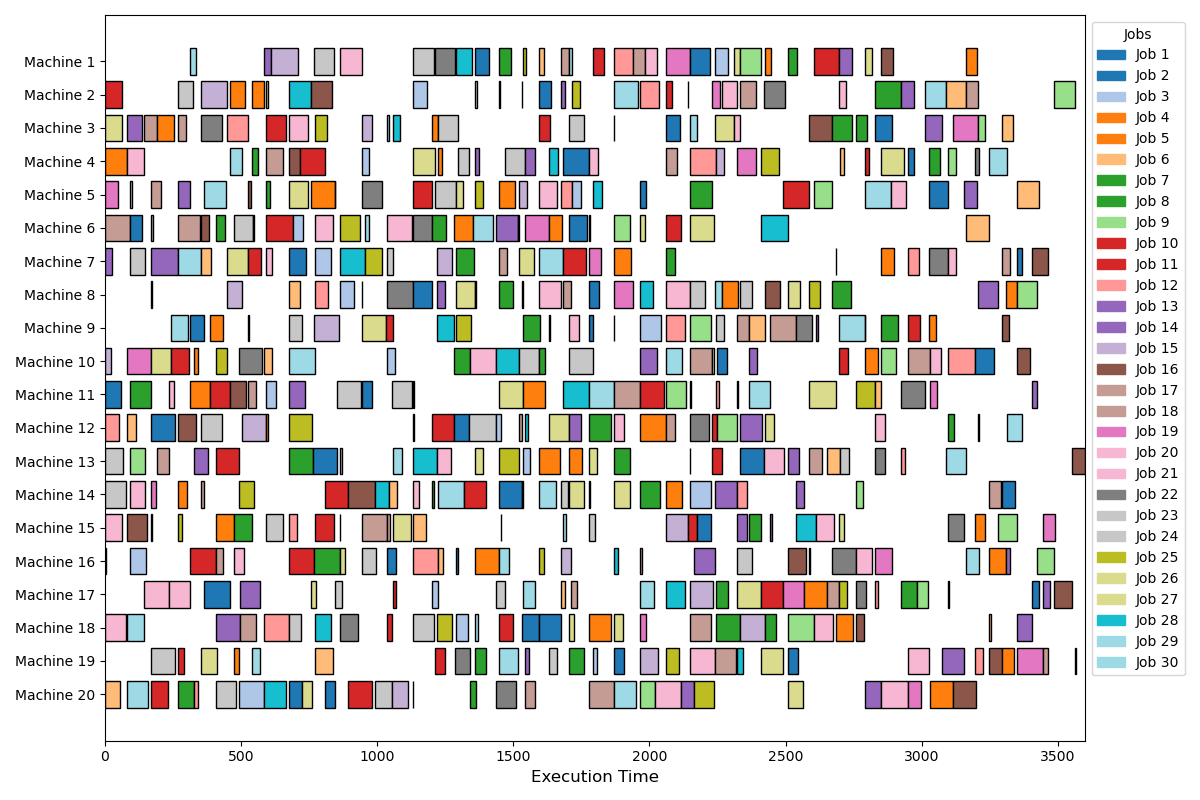 Machine 1
Machine 2
Machine 3
Machine 4
Machine 5
Machine 6
Machine 7
Machine 8
Machine 9
Machine 10
Machine 11
Machine 12
Machine 13
Machine 14
Machine 15
Machine 16
Machine 17
Machine 18
Machine 19
Machine 20
0 500 1000 1500 2000 2500 3000 3500
Execution Time
Jobs
Job 1
Job 2
Job 3
Job 4
Job 5
Job 6
Job 7
Job 8
Job 9
Job 10
Job 11
Job 12
Job 13
Job 14
Job 15
Job 16
Job 17
Job 18
Job 19
Job 20
Job 21
Job 22
Job 23
Job 24
Job 25
Job 26
Job 27
Job 28
Job 29
Job 30